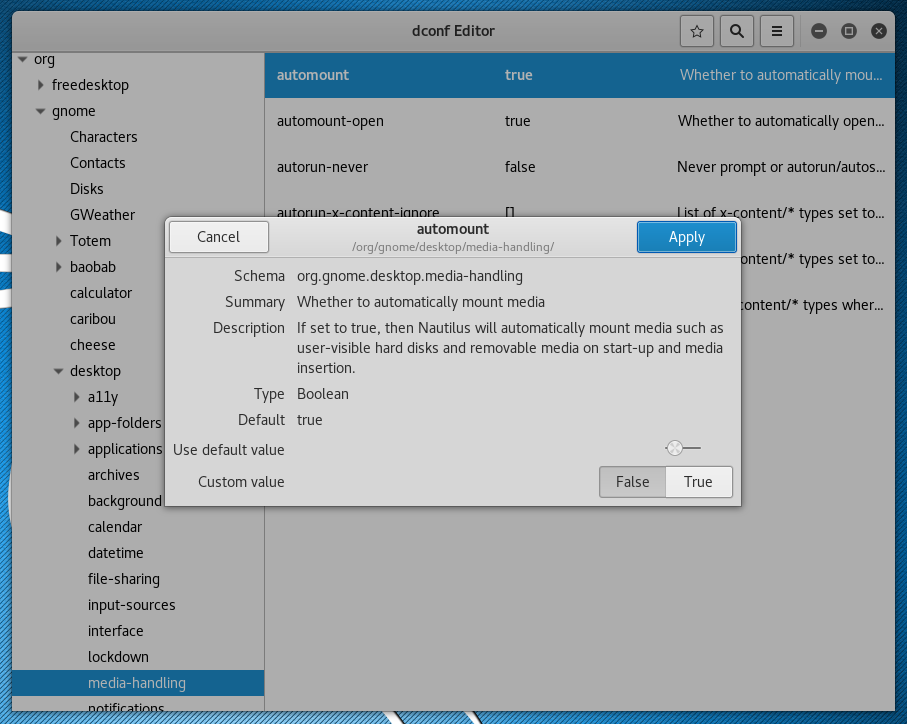 dconf Editor
org
freedesktop
gnome
Characters
Contacts
Disks
GWeather
Totem
baobab
calculator
caribou
cheese
desktop
a11y
app-folders
applications
archives
background
calendar
datetime
file-sharing
input-sources
interface
lockdown
media-handling
notifications
automount true Whether to automatically mou...
automount-open true Whether to automatically open...
autorun-never false Never prompt or autorun/autos...
autorun-x-content-ignore [] List of x-content/* types set to...
ontent/* types set to...
content/* types wher...
Cancel
automount
/org/gnome/desktop/media-handling/
Apply
Schema org.gnome.desktop.media-handling
Summary Whether to automatically mount media
Description If set to true, then Nautilus will automatically mount media such as
user-visible hard disks and removable media on start-up and media
insertion.
Type Boolean
Default true
Use default value
Custom value False True